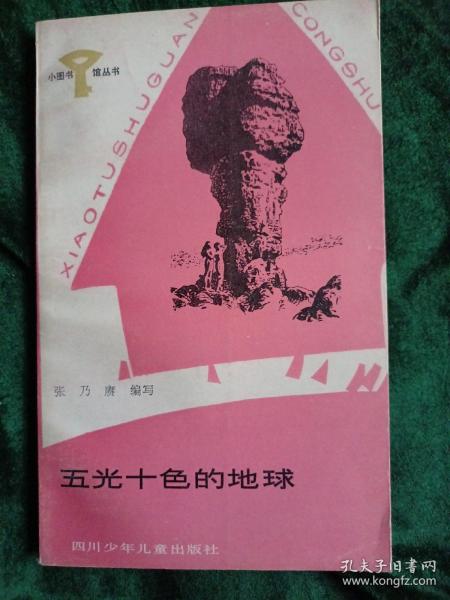 小图书馆丛书
XIAOTUSHUGUAN
CONGSHU
张乃赓 编写
五光十色的地球
四川少年儿童出版社
孔夫子旧书网
www.kongfz.com